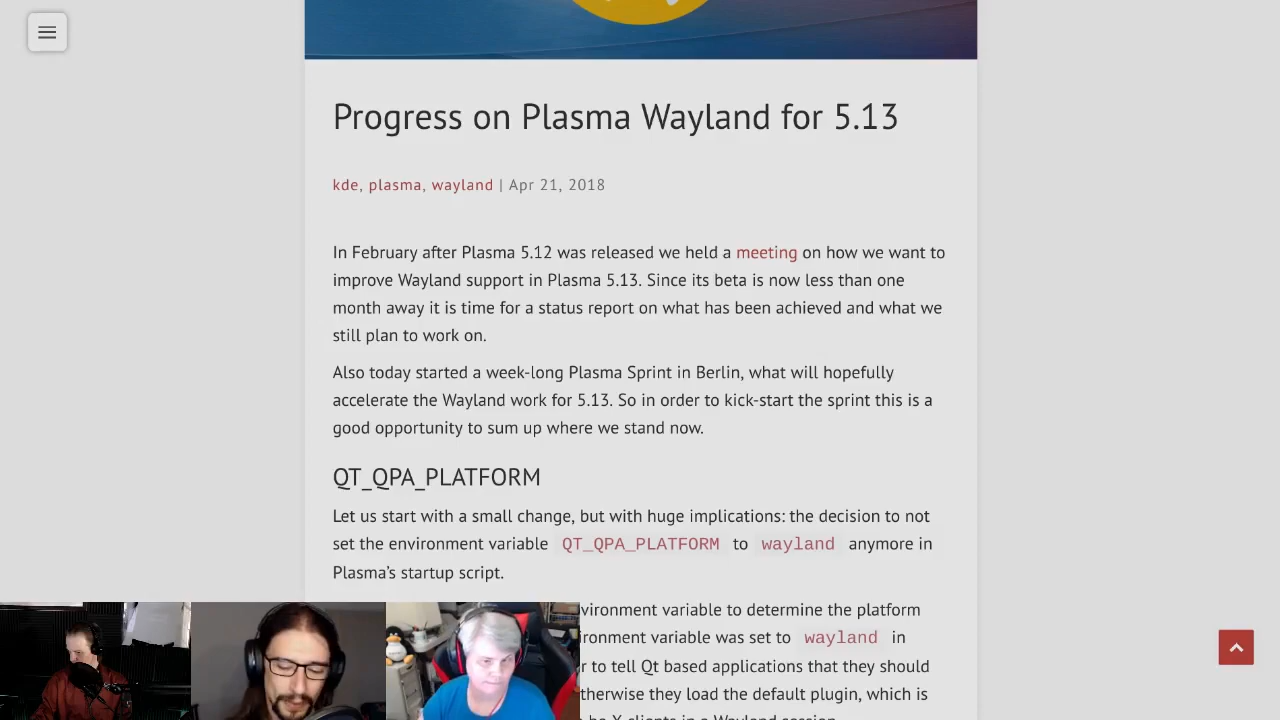 Progress on Plasma Wayland for 5.13
kde, plasma, wayland | Apr 21, 2018
In February after Plasma 5.12 was released we held a meeting on how we want to
improve Wayland support in Plasma 5.13. Since its beta is now less than one
month away it is time for a status report on what has been achieved and what we
still plan to work on.
Also today started a week-long Plasma Sprint in Berlin, what will hopefully
accelerate the Wayland work for 5.13. So in order to kick-start the sprint this is a
good opportunity to sum up where we stand now.
QT_QPA_PLATFORM
Let us start with a small change, but with huge implications: the decision to not
set the environment variable QT_QPA_PLATFORM to wayland anymore in
Plasma's startup script.
vironment variable to determine the platform
ironment variable was set to wayland in
r to tell Qt based applications that they should
therwise they load the default plugin, which is
be X clients in a Wayland session